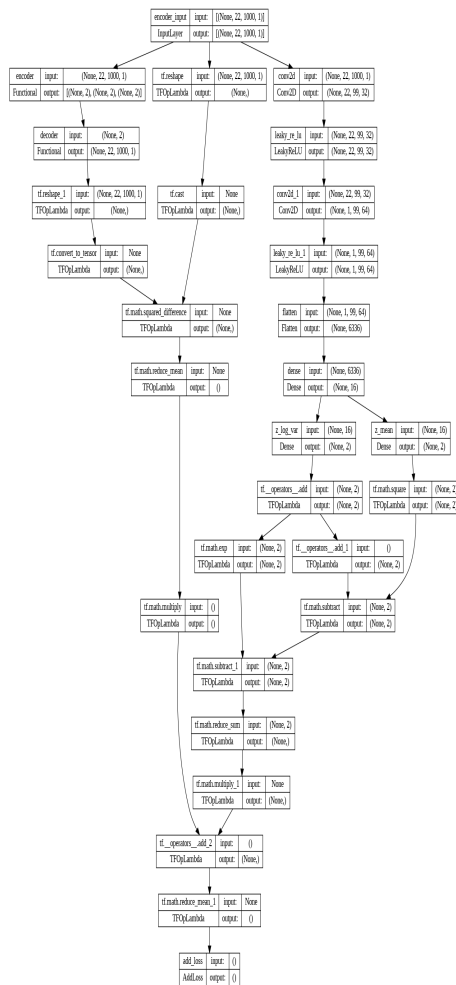 encoder_input input: [(None, 22, 1000, 1)]
InputLayer output: [(None, 22, 1000, 1)]
encoder input: (None, 22, 1000, 1)
Functional output: [(None, 2), (None, 2), (None, 2)]
tf.reshape input: (None, 22, 1000, 1)
TFOpLambda output: (None,)
conv2d input: (None, 22, 1000, 1)
Conv2D output: (None, 22, 99, 32)
decoder input: (None, 2)
Functional output: (None, 22, 1000, 1)
leaky_re_lu input: (None, 22, 99, 32)
LeakyReLU output: (None, 22, 99, 32)
tf.reshape_1 input: (None, 22, 1000, 1)
TFOpLambda output: (None,)
tf.cast input: None
TFOpLambda output: (None,)
conv2d_1 input: (None, 22, 99, 32)
Conv2D output: (None, 1, 99, 64)
tf.convert_to_tensor input: None
TFOpLambda output: (None,)
leaky_re_lu_1 input: (None, 1, 99, 64)
LeakyReLU output: (None, 1, 99, 64)
tf.math.squared_difference input: None
TFOpLambda output: (None,)
flatten input: (None, 1, 99, 64)
Flatten output: (None, 6336)
tf.math.reduce_mean input: None
TFOpLambda output: ()
dense input: (None, 6336)
Dense output: (None, 16)
z_log_var input: (None, 16)
Dense output: (None, 2)
z_mean input: (None, 16)
Dense output: (None, 2)
tf.__operators__.add input: (None, 2)
TFOpLambda output: (None, 2)
tf.math.square input: (None, 2)
TFOpLambda output: (None, 2)
tf.math.exp input: (None, 2)
TFOpLambda output: (None, 2)
tf.__operators__.add_1 input: ()
TFOpLambda output: (None, 2)
tf.math.multiply input: ()
TFOpLambda output: ()
tf.math.subtract input: (None, 2)
TFOpLambda output: (None, 2)
tf.math.subtract_1 input: (None, 2)
TFOpLambda output: (None, 2)
tf.math.reduce_sum input: (None, 2)
TFOpLambda output: (None,)
tf.math.multiply_1 input: None
TFOpLambda output: (None,)
tf.__operators__.add_2 input: ()
TFOpLambda output: (None,)
tf.math.reduce_mean_1 input: None
TFOpLambda output: ()
add_loss input: ()
AddLoss output: ()